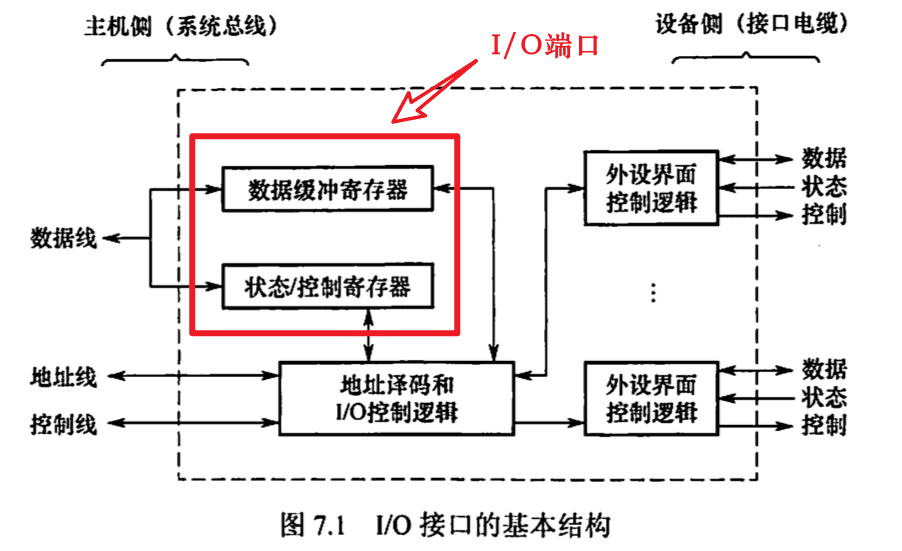 主机侧（系统总线）
设备侧（接口电缆）
I/O端口
数据缓冲寄存器
状态/控制寄存器
数据线
地址线
控制线
地址译码和
I/O控制逻辑
外设界面
控制逻辑
数据
状态
控制
⋮
外设界面
控制逻辑
数据
状态
控制
图 7.1 I/O 接口的基本结构